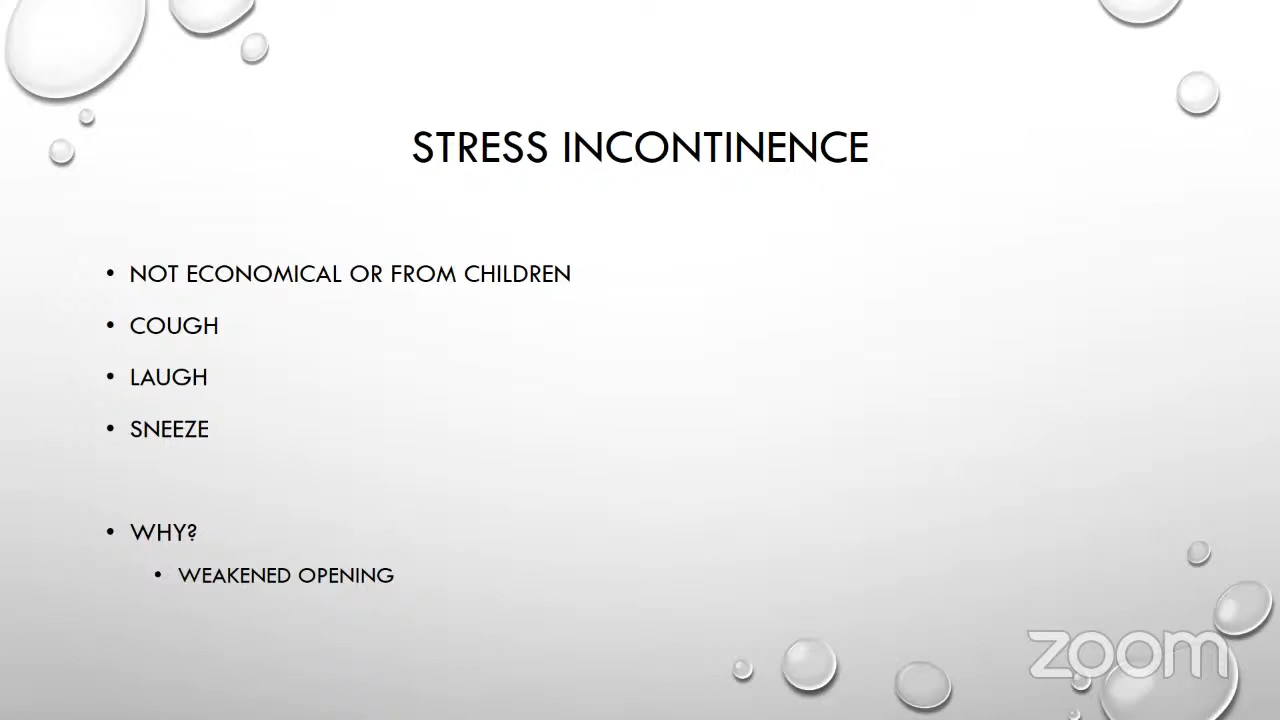 STRESS INCONTINENCE
• NOT ECONOMICAL OR FROM CHILDREN
• COUGH
• LAUGH
• SNEEZE
• WHY?
• WEAKENED OPENING
zoom